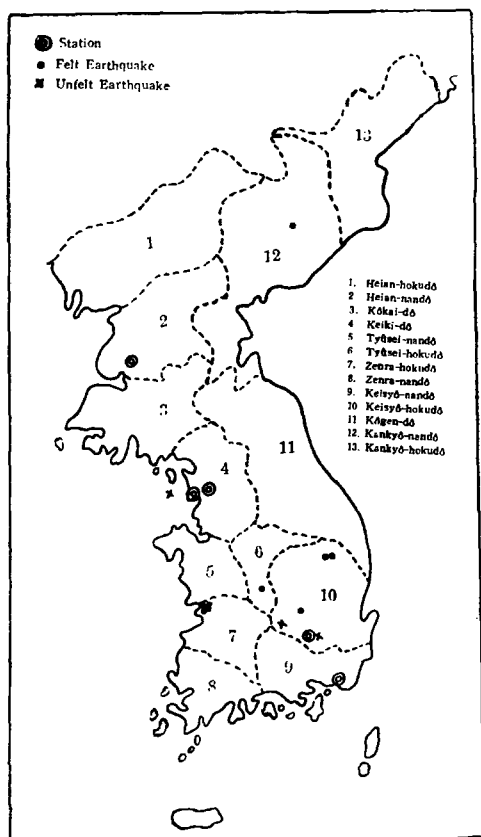 Station
Felt Earthquake
Unfelt Earthquake
13
1
12
2
3
11
4
6
5
10
7
9
8
1. Heian-hokudô
2 Heian-nandô
3 Kôkai-dô
4 Keiki-dô
5 Tyûsei-nandô
6 Tyûsei-hokudô
7. Zenra-hokudô
8. Zenra-nandô
9. Keisyô-nandô
10 Keisyô-hokudô
11 Kôgen-dô
12. Kankyô-nandô
13. Kankyô-hokudô